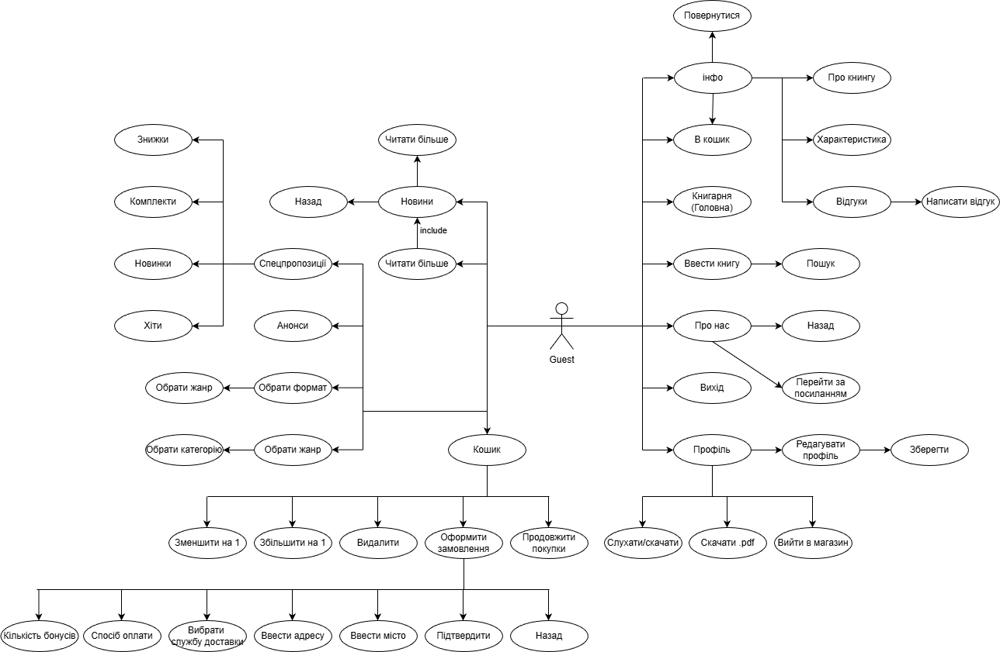 Повернутися
інфо
Про кнингу
Знижки
Читати більше
В кошик
Характеристика
Комплекти
Назад
Новини
Книгарня
(Головна)
Відгуки
Написати відгук
include
Новинки
Спецпропозиції
Читати більше
Ввести книгу
Пошук
Хіти
Анонси
Про нас
Назад
Guest
Обрати жанр
Обрати формат
Вихід
Перейти за
посиланням
Обрати категорію
Обрати жанр
Кошик
Профіль
Редагувати
профіль
Зберегти
Зменшити на 1
Збільшити на 1
Видалити
Оформити
замовлення
Продовжити
покупки
Слухати/скачати
Скачати .pdf
Вийти в магазин
Кількість бонусів
Спосіб оплати
Вибрати
службу доставки
Ввести адресу
Ввести місто
Підтвердити
Назад